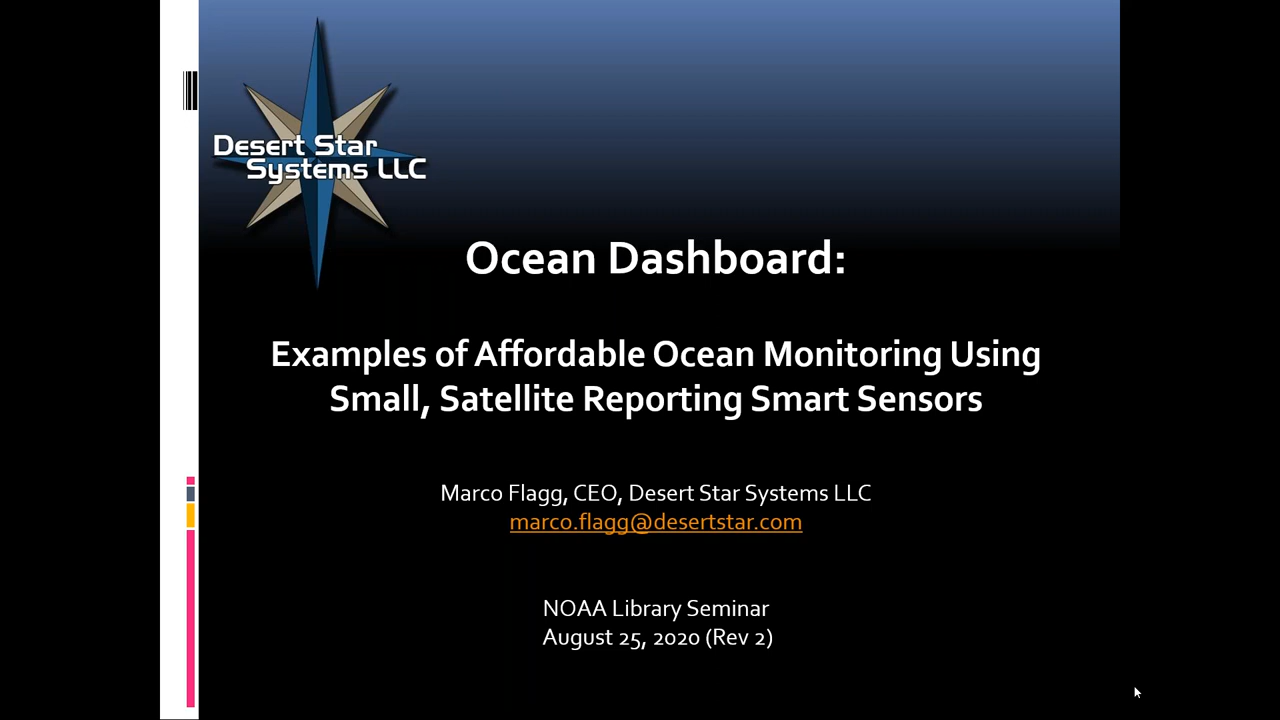 Desert Star
Systems LLC
Ocean Dashboard:
Examples of Affordable Ocean Monitoring Using
Small, Satellite Reporting Smart Sensors
Marco Flagg, CEO, Desert Star Systems LLC
marco.flagg@desertstar.com
NOAA Library Seminar
August 25, 2020 (Rev 2)